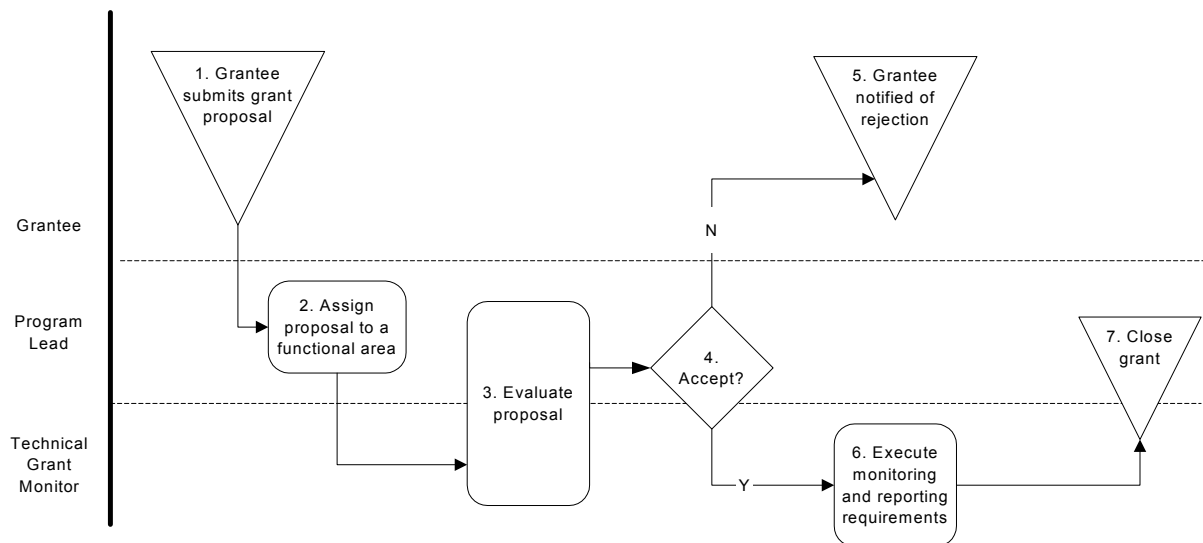 1. Grantee
submits grant
proposal
5. Grantee
notified of
rejection
Grantee
N
2. Assign
proposal to a
functional area
Program
Lead
3. Evaluate
proposal
4.
Accept?
7. Close
grant
Technical
Grant
Monitor
Y
6. Execute
monitoring
and reporting
requirements